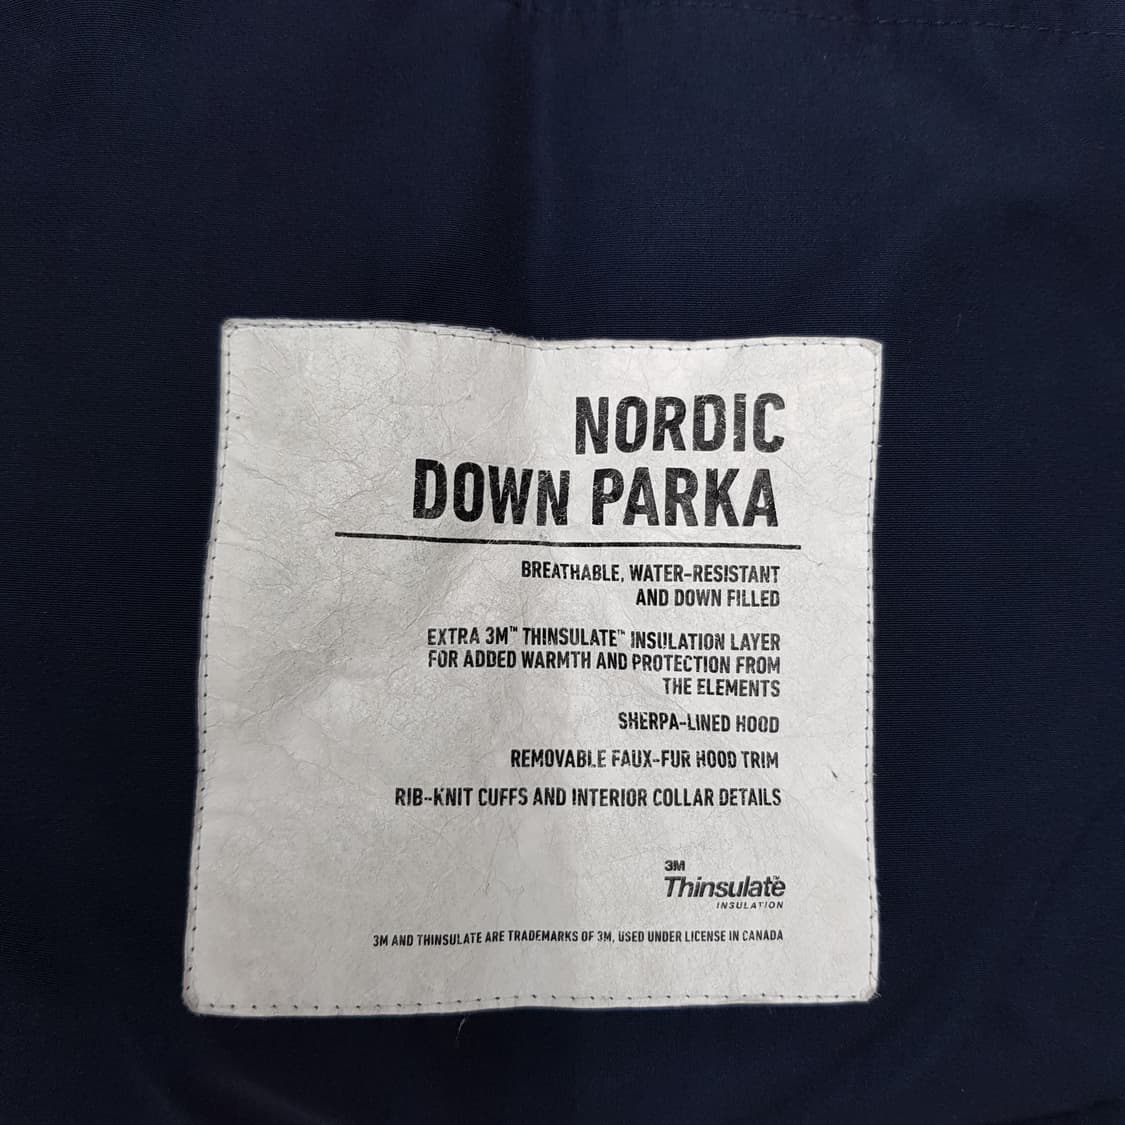 NORDIC
DOWN PARKA
BREATHABLE, WATER-RESISTANT
AND DOWN FILLED
EXTRA 3M™ THINSULATE™ INSULATION LAYER
FOR ADDED WARMTH AND PROTECTION FROM
THE ELEMENTS
SHERPA-LINED HOOD
REMOVABLE FAUX-FUR HOOD TRIM
RIB-KNIT CUFFS AND INTERIOR COLLAR DETAILS
3M
Thinsulate™
INSULATION
3M AND THINSULATE ARE TRADEMARKS OF 3M, USED UNDER LICENSE IN CANADA